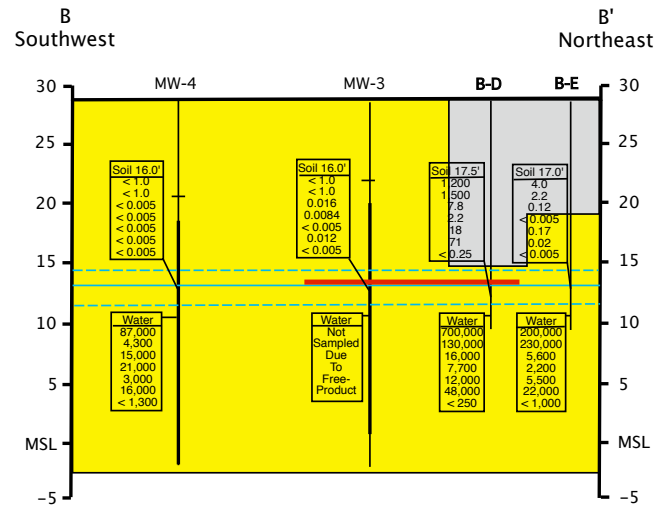 B
Southwest
B'
Northeast
MW-4
MW-3
B-D
B-E
30
25
20
15
10
5
MSL
-5
30
25
20
15
10
5
MSL
-5
Soil 16.0'
< 1.0
< 1.0
< 0.005
< 0.005
< 0.005
< 0.005
< 0.005
Soil 16.0'
< 1.0
< 1.0
0.016
0.0084
< 0.005
0.012
< 0.005
Soil 17.5'
1,200
1,500
7.8
2.2
18
71
< 0.25
Soil 17.0'
4.0
2.2
0.12
< 0.005
0.17
0.02
< 0.005
Water
87,000
4,300
15,000
21,000
3,000
16,000
< 1,300
Water
Not
Sampled
Due
To
Free-
Product
Water
700,000
130,000
16,000
7,700
12,000
48,000
< 250
Water
200,000
230,000
5,600
2,200
5,500
22,000
< 1,000